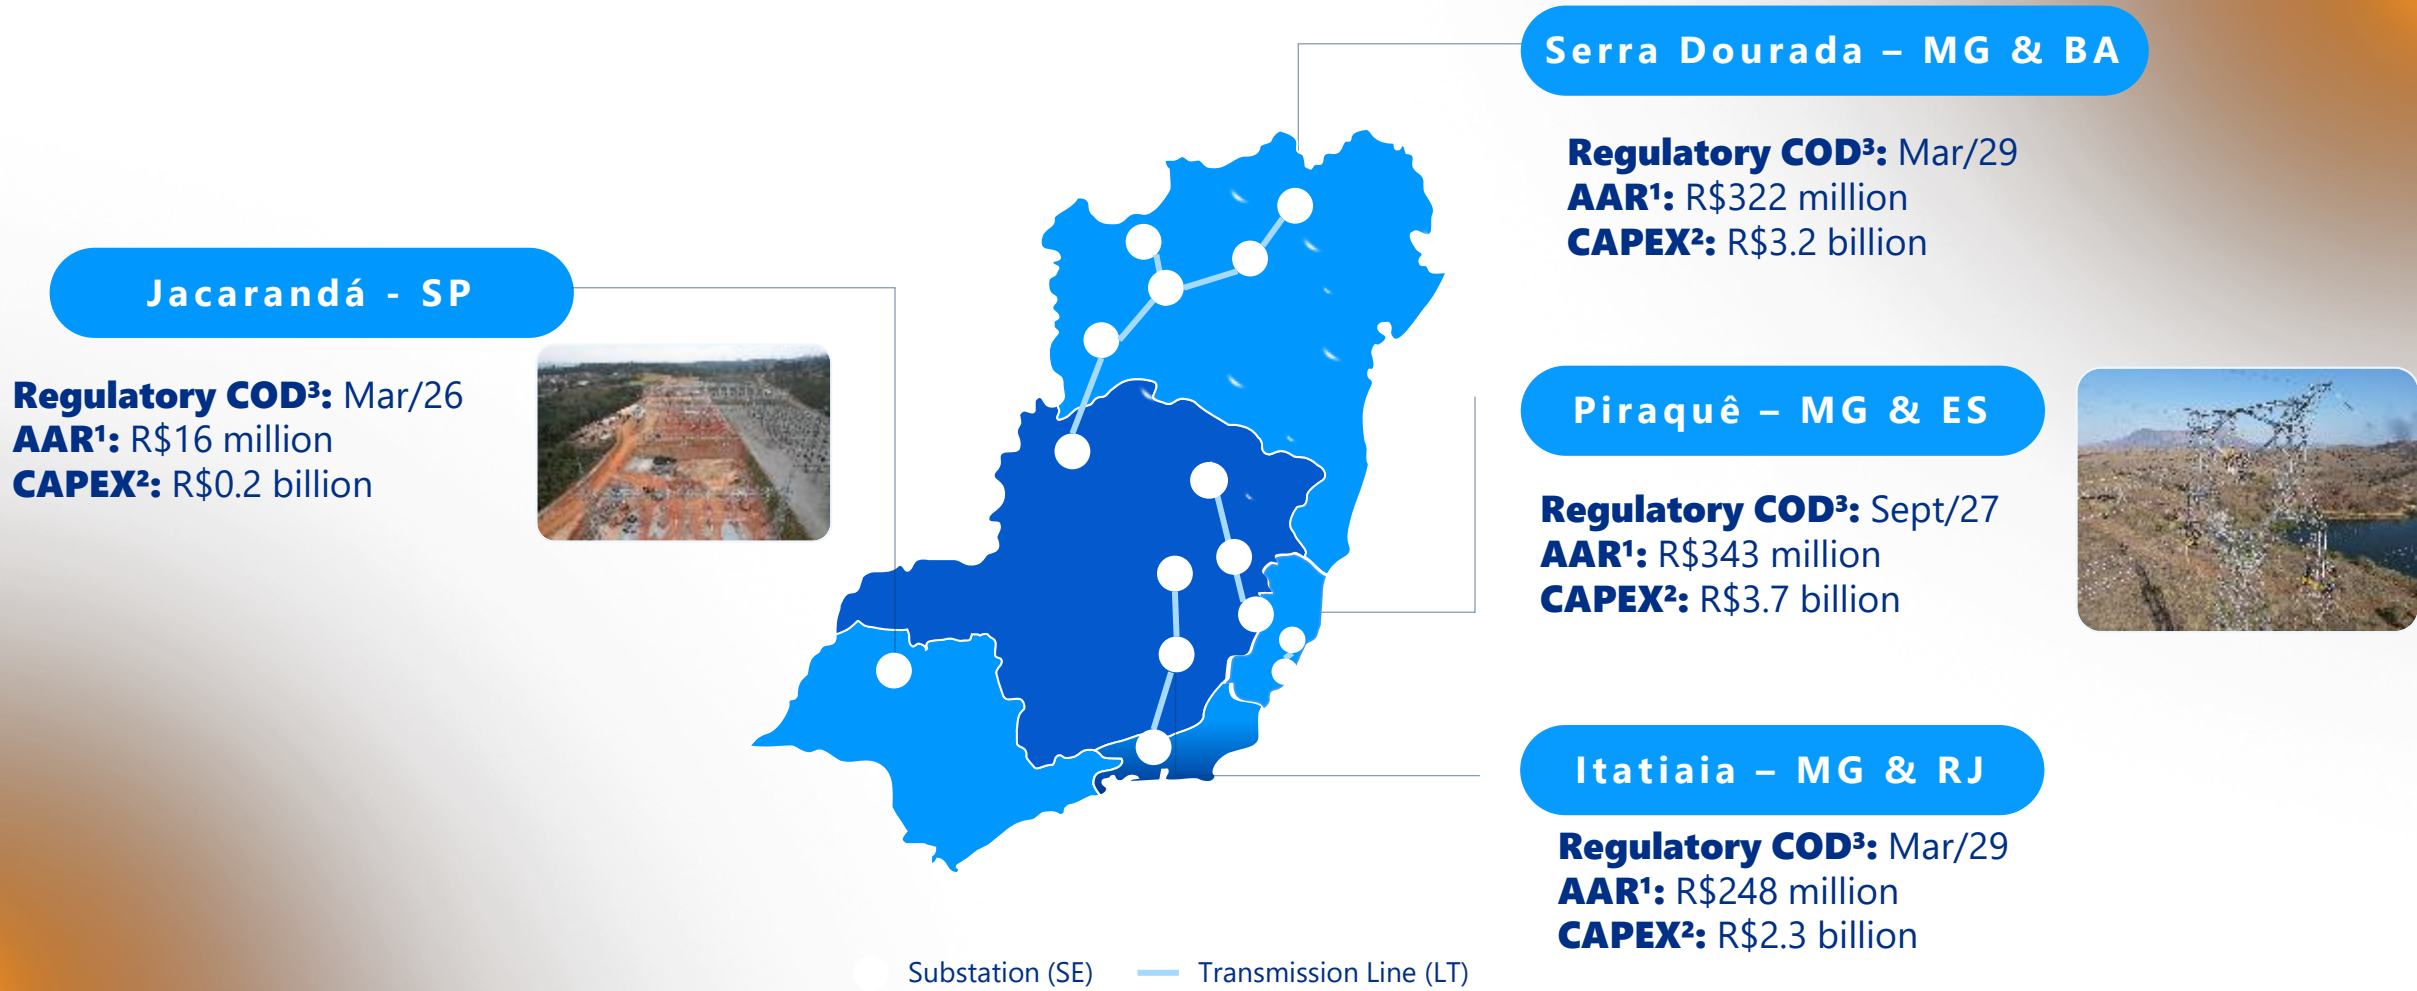 Serra Dourada – MG & BA
Regulatory COD³: Mar/29
AAR¹: R$322 million
CAPEX²: R$3.2 billion
Jacarandá - SP
Regulatory COD³: Mar/26
AAR¹: R$16 million
CAPEX²: R$0.2 billion
Piraquê – MG & ES
Regulatory COD³: Sept/27
AAR¹: R$343 million
CAPEX²: R$3.7 billion
Itatiaia – MG & RJ
Regulatory COD³: Mar/29
AAR¹: R$248 million
CAPEX²: R$2.3 billion
Substation (SE)
Transmission Line (LT)